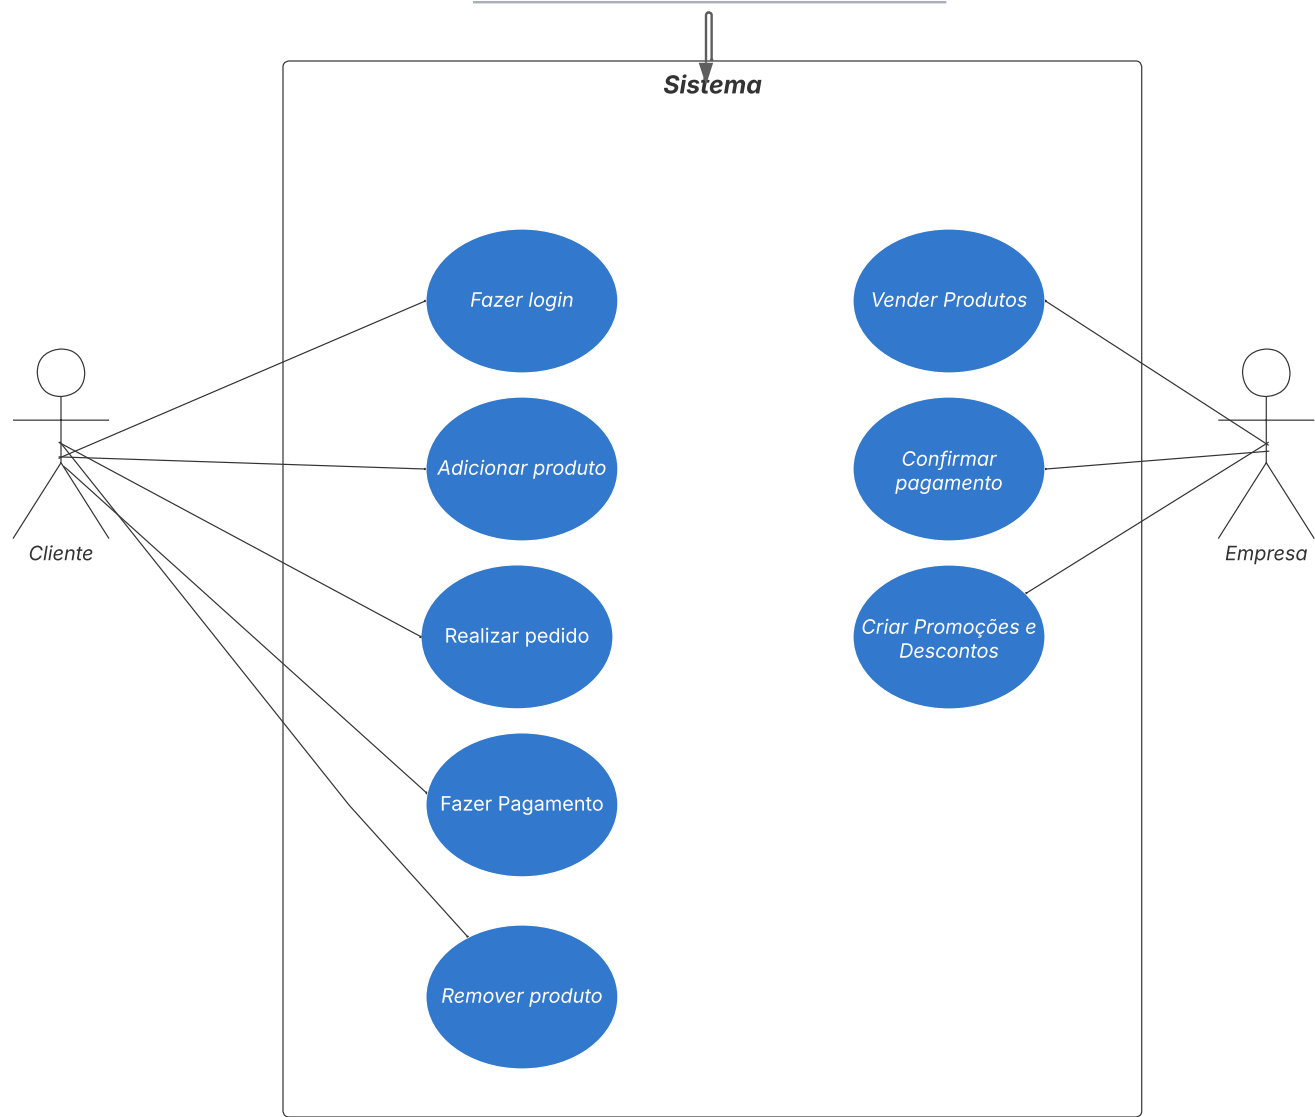 Sistema
Fazer login
Adicionar produto
Realizar pedido
Fazer Pagamento
Remover produto
Vender Produtos
Confirmar
pagamento
Criar Promoções e
Descontos
Cliente
Empresa